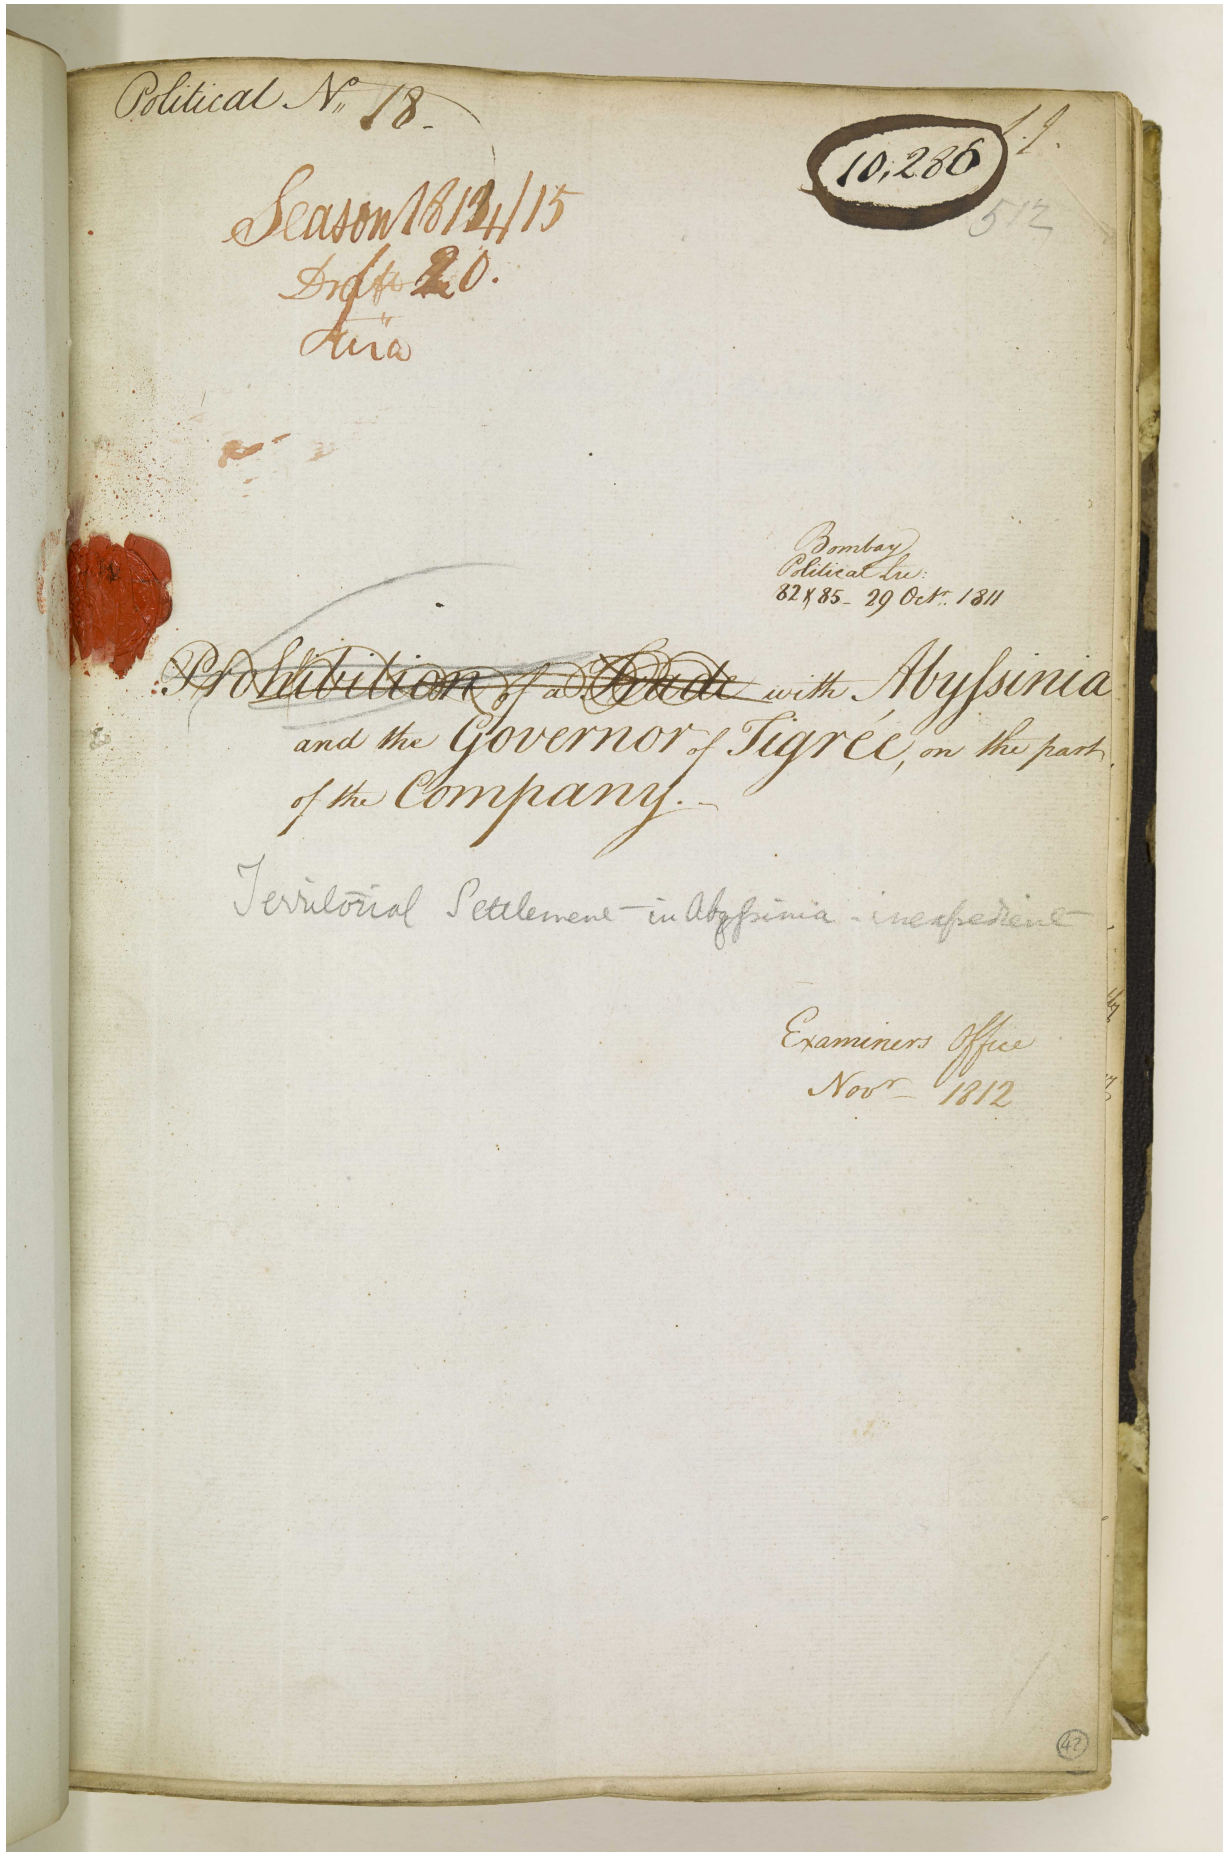 Political No. 18.
10,286
512
Season 1814/15
Draft 20.
Bombay
Political
82 & 85 - 29 Octr. 1811
Prohibition of a Trade with Abyssinia
and the Governor of Tigrée, on the part
of the Company.
Territorial Settlement in Abyssinia - inexpedient
Examiners Office
Novr 1812
42